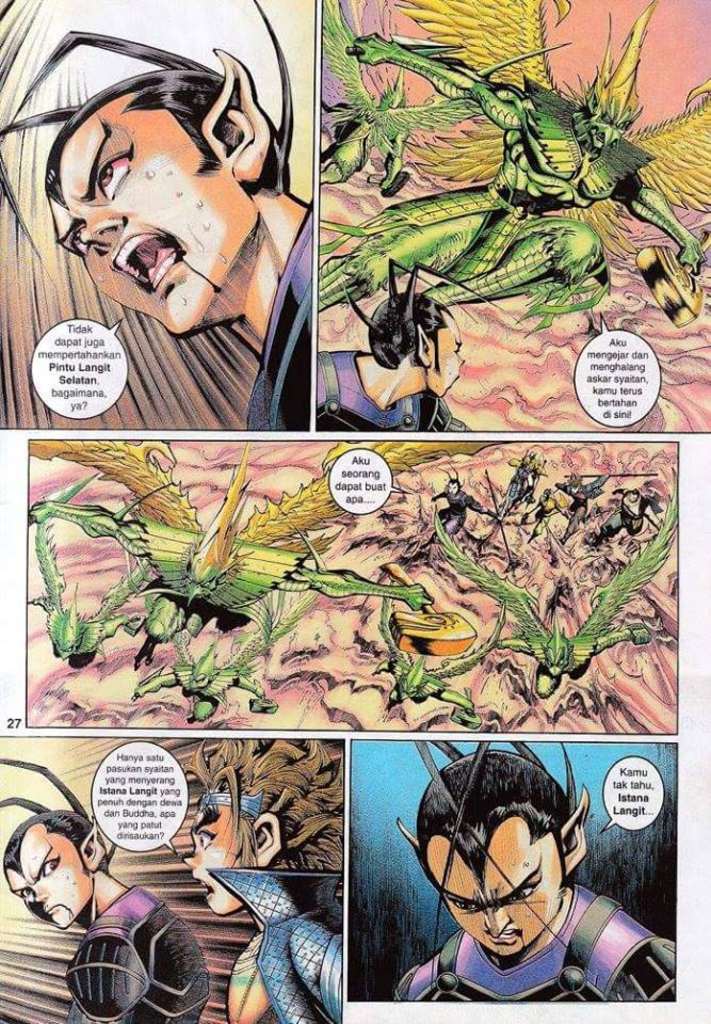 Tidak
dapat juga
mempertahankan
Pintu Langit
Selatan,
bagaimana,
ya?
Aku
mengejar dan
menghalang
askar syaitan,
kamu terus
bertahan
di sini!
Aku
seorang
dapat buat
apa....
27
Hanya satu
pasukan syaitan
yang menyerang
Istana Langit yang
penuh dengan dewa
dan Buddha, apa
yang patut
dirisaukan?
Kamu
tak tahu,
Istana
Langit...